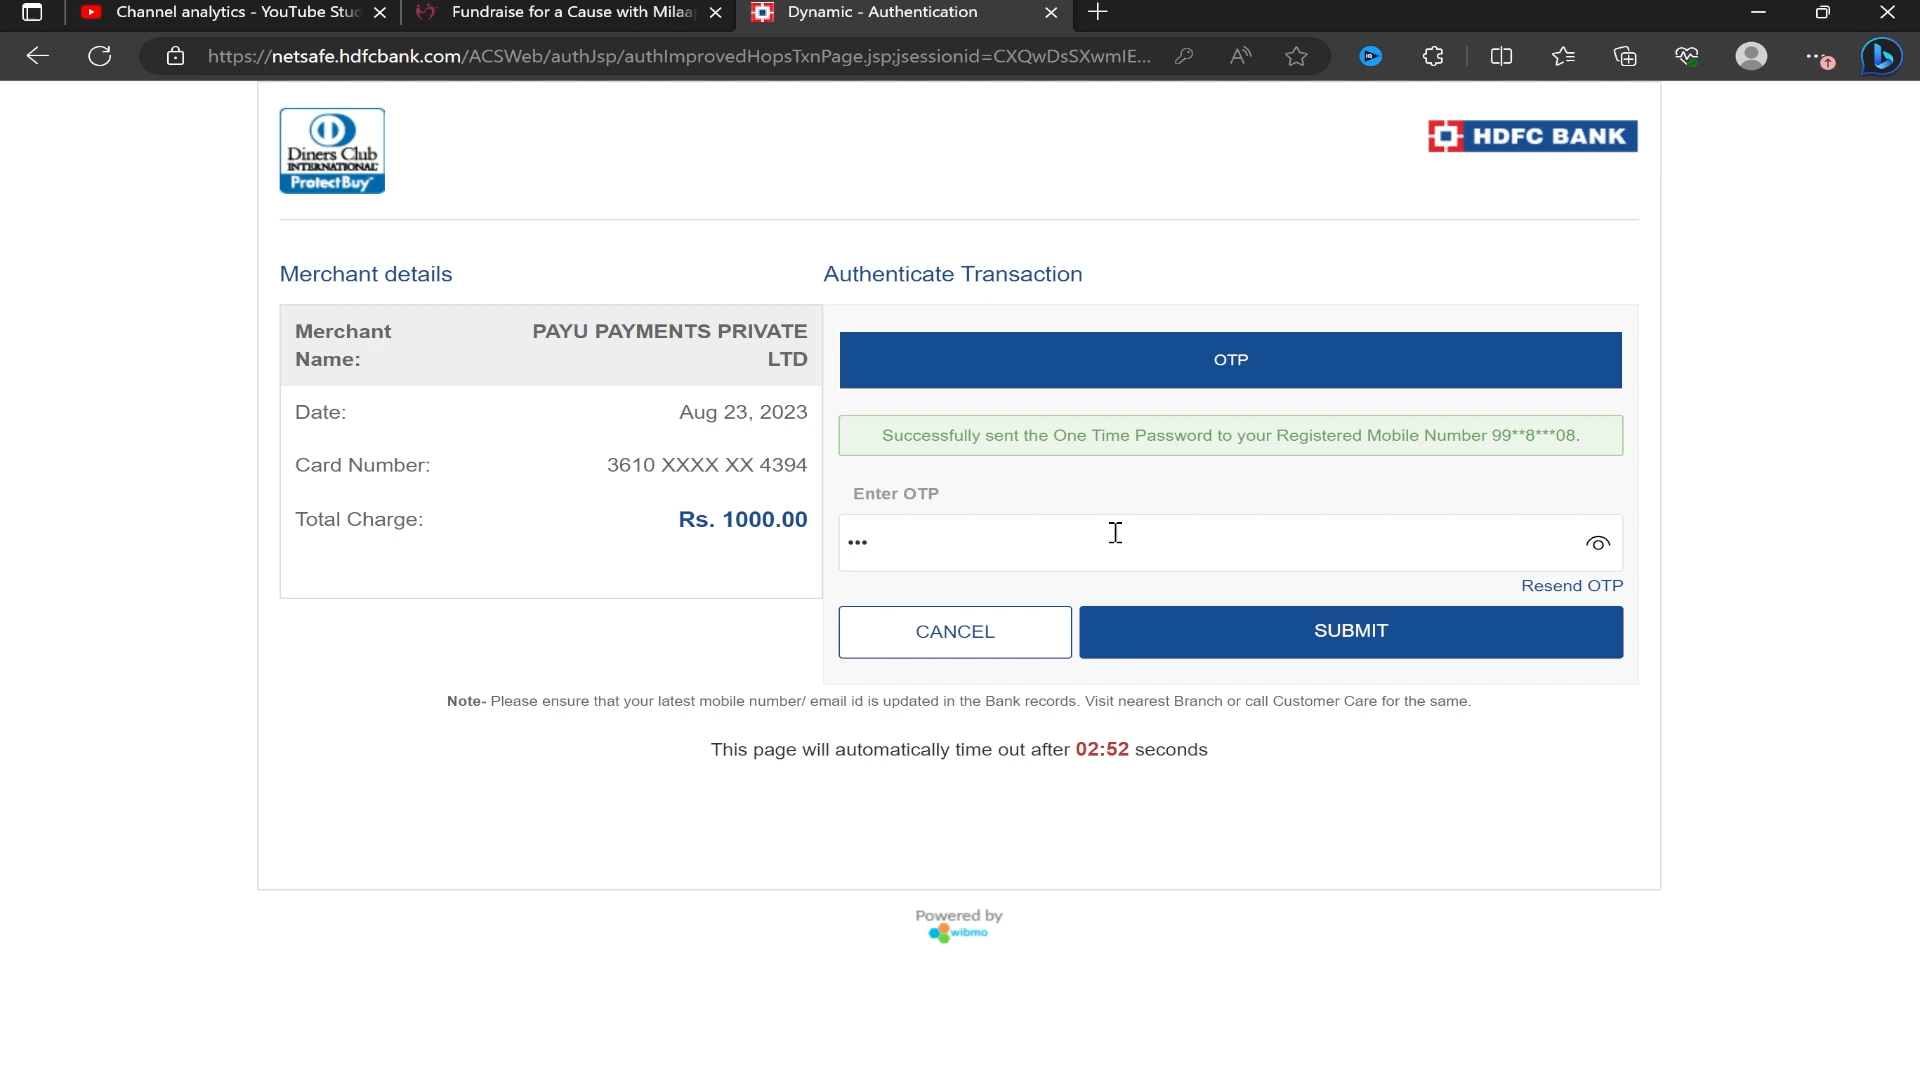 Channel analytics - YouTube Stuc
Fundraise for a Cause with Milaa
Dynamic - Authentication
https://netsafe.hdfcbank.com/ACSWeb/authJsp/authImprovedHopsTxnPage.jsp;jsessionid=CXQwDsSXwmIE...
Diners Club
INTERNATIONAL
ProtectBuy
HDFC BANK
Merchant details
Authenticate Transaction
Merchant Name: PAYU PAYMENTS PRIVATE LTD
Date: Aug 23, 2023
Card Number: 3610 XXXX XX 4394
Total Charge: Rs. 1000.00
OTP
Successfully sent the One Time Password to your Registered Mobile Number 99**8***08.
Enter OTP
•••
Resend OTP
CANCEL
SUBMIT
Note- Please ensure that your latest mobile number/ email id is updated in the Bank records. Visit nearest Branch or call Customer Care for the same.
This page will automatically time out after 02:52 seconds
Powered by
wibmo